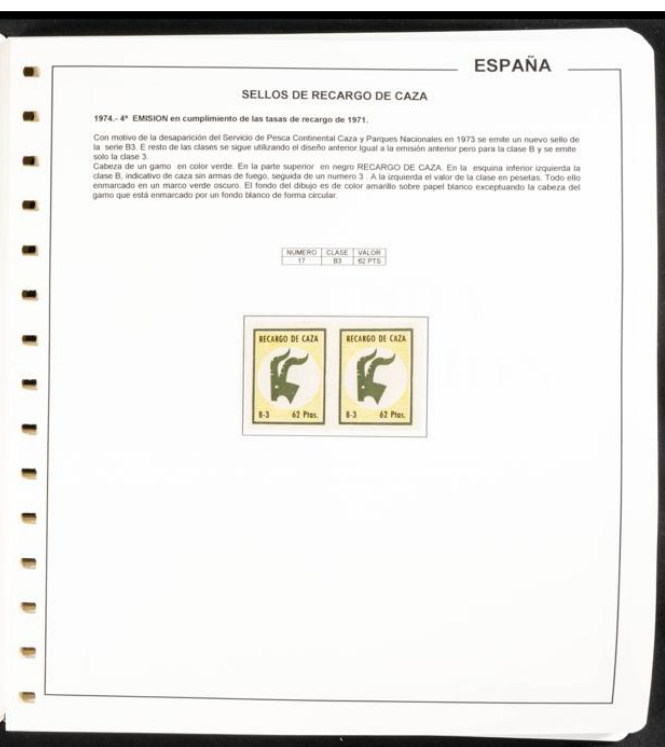 ESPAÑA
SELLOS DE RECARGO DE CAZA
1974.- 4ª EMISION en cumplimiento de las tasas de recargo de 1971.
Con motivo de la desaparición del Servicio de Pesca Continental Caza y Parques Nacionales en 1973 se emite un nuevo sello de
la serie B3. E resto de las clases se sigue utilizando el diseño anterior Igual a la emisión anterior pero para la clase B y se emite
solo la clase 3.
Cabeza de un gamo en color verde. En la parte superior en negro RECARGO DE CAZA. En la esquina inferior izquierda la
clase B, indicativo de caza sin armas de fuego, seguida de un numero 3 . A la izquierda el valor de la clase en pesetas. Todo ello
enmarcado en un marco verde oscuro. El fondo del dibujo es de color amarillo sobre papel blanco exceptuando la cabeza del
gamo que está enmarcado por un fondo blanco de forma circular.
NUMERO CLASE VALOR
17 B3 62 PTS
RECARGO DE CAZA RECARGO DE CAZA
B-3 62 Ptas. B-3 62 Ptas.